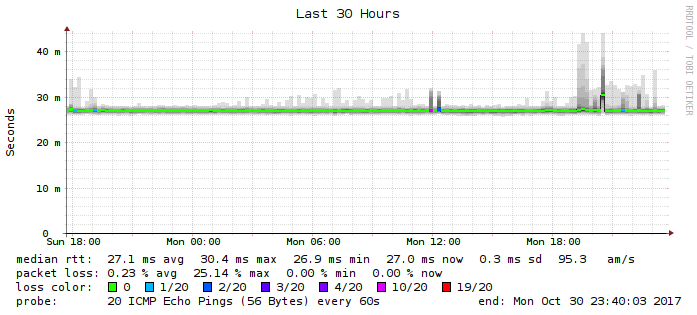 Last 30 Hours
RRDTOOL / TOBI OETIKER
Seconds
40 m
30 m
20 m
10 m
0
Sun 18:00 Mon 00:00 Mon 06:00 Mon 12:00 Mon 18:00
median rtt: 27.1 ms avg 30.4 ms max 26.9 ms min 27.0 ms now 0.3 ms sd 95.3 am/s
packet loss: 0.23 % avg 25.14 % max 0.00 % min 0.00 % now
loss color: 0 1/20 2/20 3/20 4/20 10/20 19/20
probe: 20 ICMP Echo Pings (56 Bytes) every 60s end: Mon Oct 30 23:40:03 2017